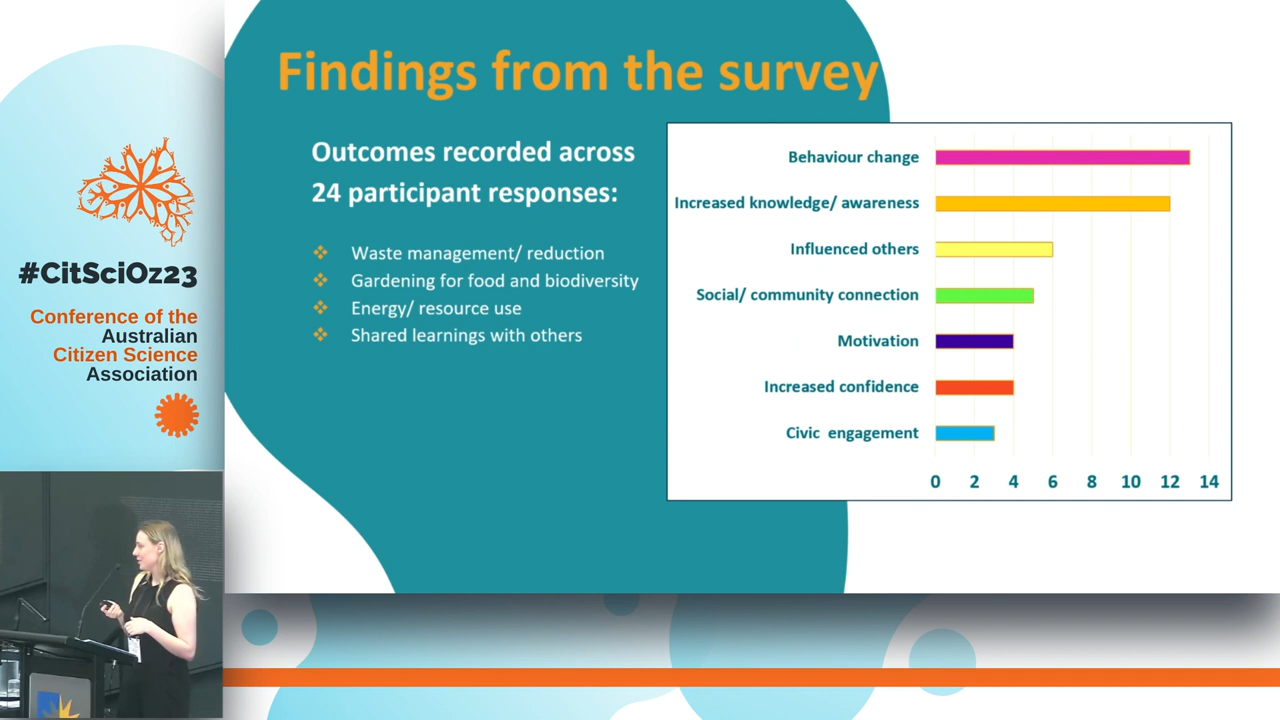 Findings from the survey
Outcomes recorded across
24 participant responses:
Waste management/ reduction
Gardening for food and biodiversity
Energy/ resource use
Shared learnings with others
Behaviour change
Increased knowledge/ awareness
Influenced others
Social/ community connection
Motivation
Increased confidence
Civic  engagement
0 2 4 6 8 10 12 14
#CitSciOz23
Conference of the
Australian
Citizen Science
Association